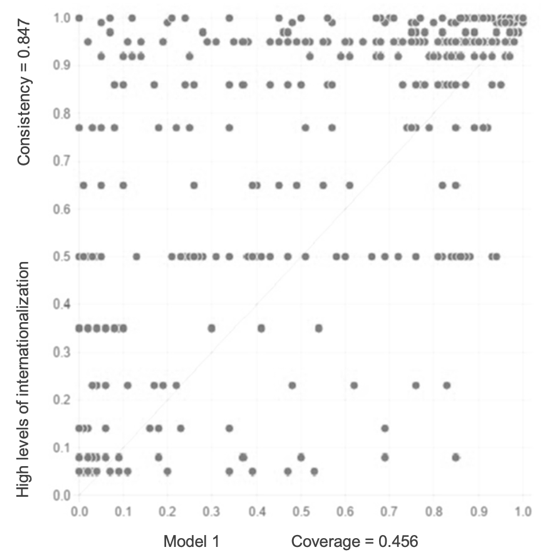 Consistency = 0.847
High levels of internationalization
1.0
0.9
0.8
0.7
0.6
0.5
0.4
0.3
0.2
0.1
0.0
0.0 0.1 0.2 0.3 0.4 0.5 0.6 0.7 0.8 0.9 1.0
Model 1 Coverage = 0.456